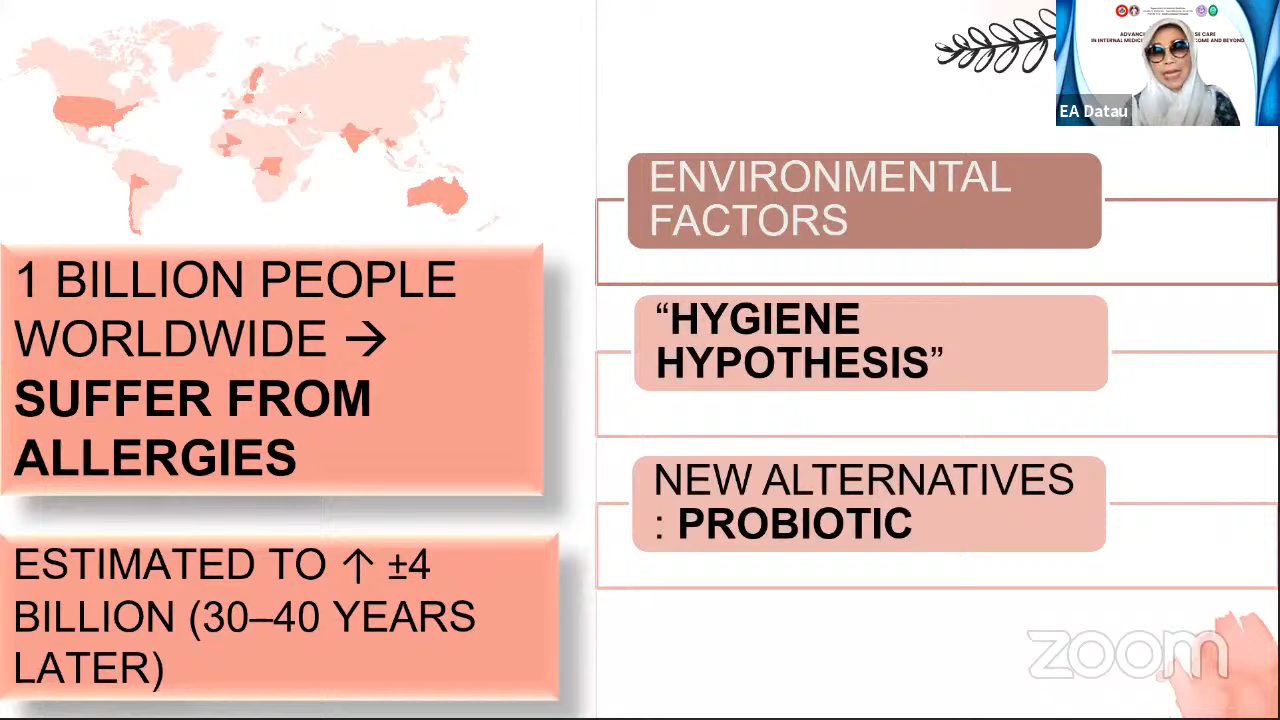 EA Datau
1 BILLION PEOPLE
WORLDWIDE →
SUFFER FROM
ALLERGIES
ESTIMATED TO ↑ ±4
BILLION (30–40 YEARS
LATER)
ENVIRONMENTAL
FACTORS
“HYGIENE
HYPOTHESIS”
NEW ALTERNATIVES
: PROBIOTIC
zoom